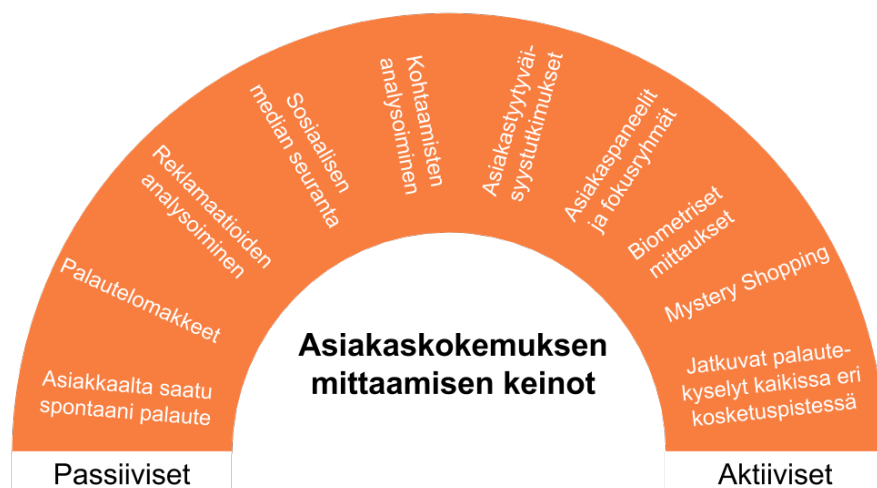 Asiakkaalta saatu
spontaani palaute
Palautelomakkeet
Reklamaatioiden
analysoiminen
Sosiaalisen
median seuranta
Kohtaamisten
analysoiminen
Asiakastyytyväi-
syystutkimukset
Asiakaspaneelit
ja fokusryhmät
Biometriset
mittaukset
Mystery Shopping
Jatkuvat palaute-
kyselyt kaikissa eri
kosketuspistessä
Asiakaskokemuksen
mittaamisen keinot
Passiiviset
Aktiiviset